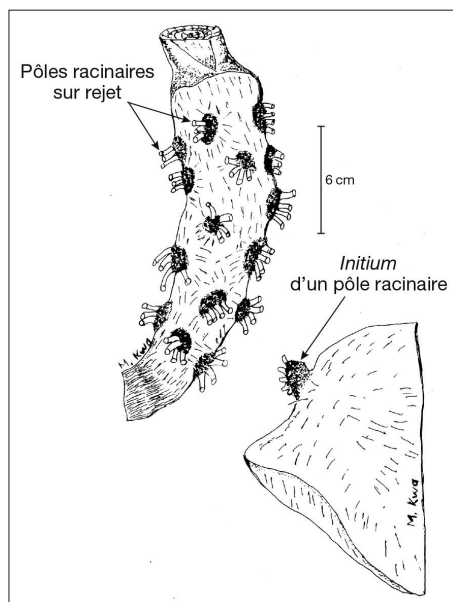 Pôles racinaires
sur rejet
6 cm
Initium
d'un pôle racinaire
M. Kwa
M. Kwa